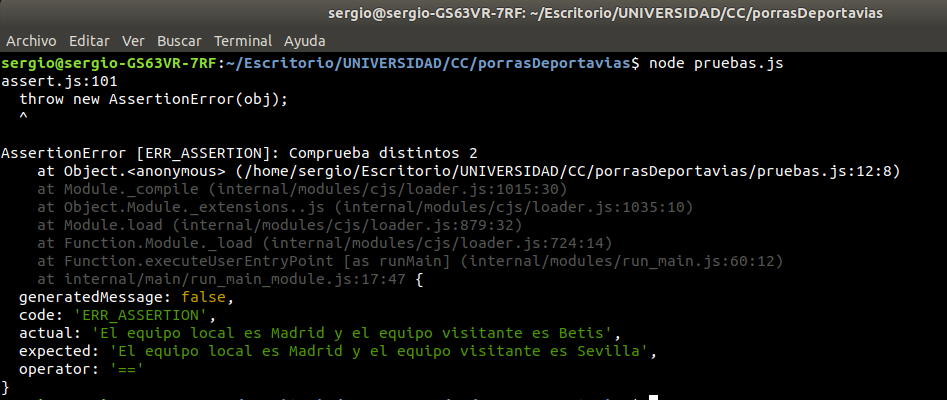 sergio@sergio-GS63VR-7RF: ~/Escritorio/UNIVERSIDAD/CC/porrasDeportavias
Archivo Editar Ver Buscar Terminal Ayuda
sergio@sergio-GS63VR-7RF:~/Escritorio/UNIVERSIDAD/CC/porrasDeportavias$ node pruebas.js
assert.js:101
  throw new AssertionError(obj);
  ^

AssertionError [ERR_ASSERTION]: Comprueba distintos 2
    at Object.<anonymous> (/home/sergio/Escritorio/UNIVERSIDAD/CC/porrasDeportavias/pruebas.js:12:8)
    at Module._compile (internal/modules/cjs/loader.js:1015:30)
    at Object.Module._extensions..js (internal/modules/cjs/loader.js:1035:10)
    at Module.load (internal/modules/cjs/loader.js:879:32)
    at Function.Module._load (internal/modules/cjs/loader.js:724:14)
    at Function.executeUserEntryPoint [as runMain] (internal/modules/run_main.js:60:12)
    at internal/main/run_main_module.js:17:47 {
  generatedMessage: false,
  code: 'ERR_ASSERTION',
  actual: 'El equipo local es Madrid y el equipo visitante es Betis',
  expected: 'El equipo local es Madrid y el equipo visitante es Sevilla',
  operator: '=='
}